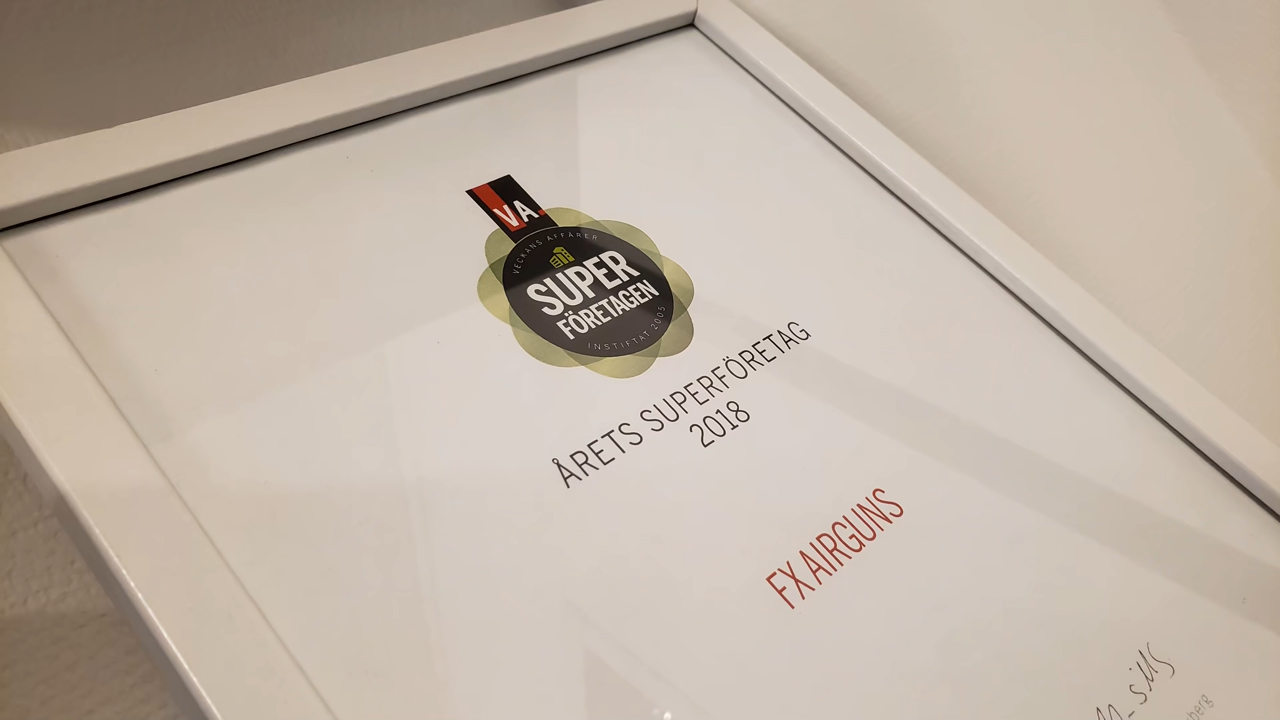 VA
VECKANS AFFÄRER
SUPER
FÖRETAGEN
INSTIFTAT 2005
ÅRETS SUPERFÖRETAG
2018
FX AIRGUNS